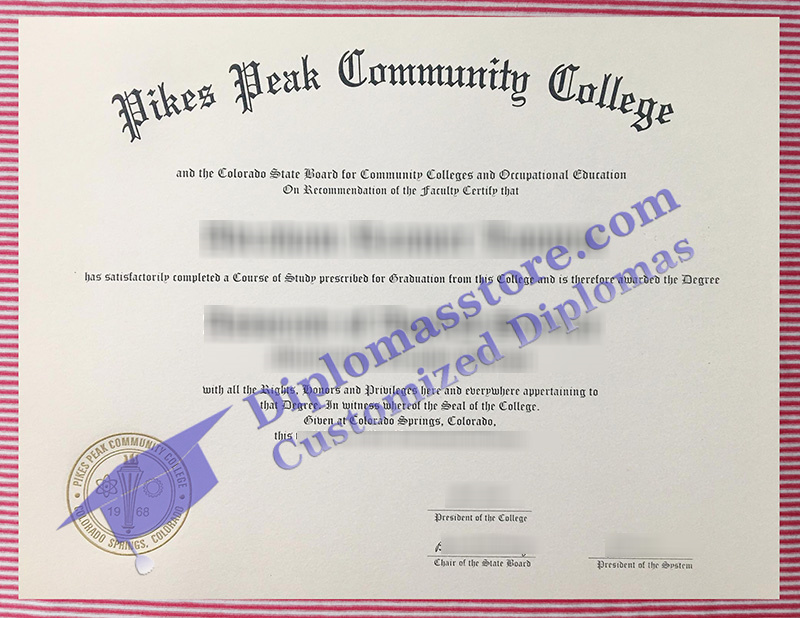 Pikes Peak Community College
and the Colorado State Board for Community Colleges and Occupational Education
On Recommendation of the Faculty Certify that
has satisfactorily completed a Course of Study prescribed for Graduation from this College and is therefore awarded the Degree
with all the Rights, Honors and Privileges here and everywhere appertaining to
that Degree. In witness whereof the Seal of the College.
Given at Colorado Springs, Colorado,
this
Diplomasstore.com
Customized Diplomas
PIKES PEAK COMMUNITY COLLEGE
1968
COLORADO SPRINGS, COLORADO
President of the College
Chair of the State Board
President of the System